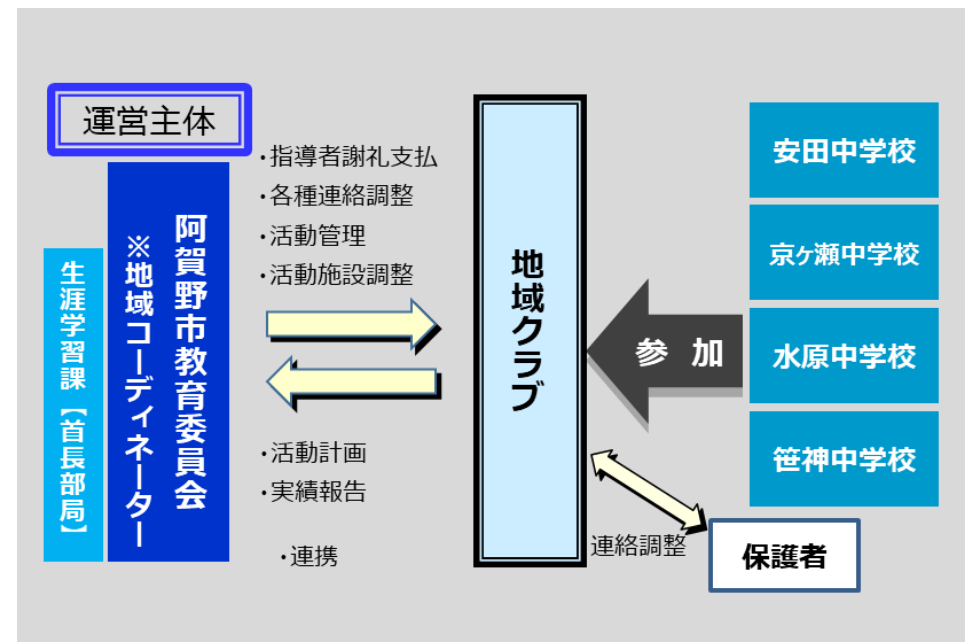 運営主体
生涯学習課【首長部局】
阿賀野市教育委員会
※地域コーディネーター
・指導者謝礼支払
・各種連絡調整
・活動管理
・活動施設調整
・活動計画
・実績報告
・連携
地域クラブ
参 加
連絡調整
安田中学校
京ヶ瀬中学校
水原中学校
笹神中学校
保護者